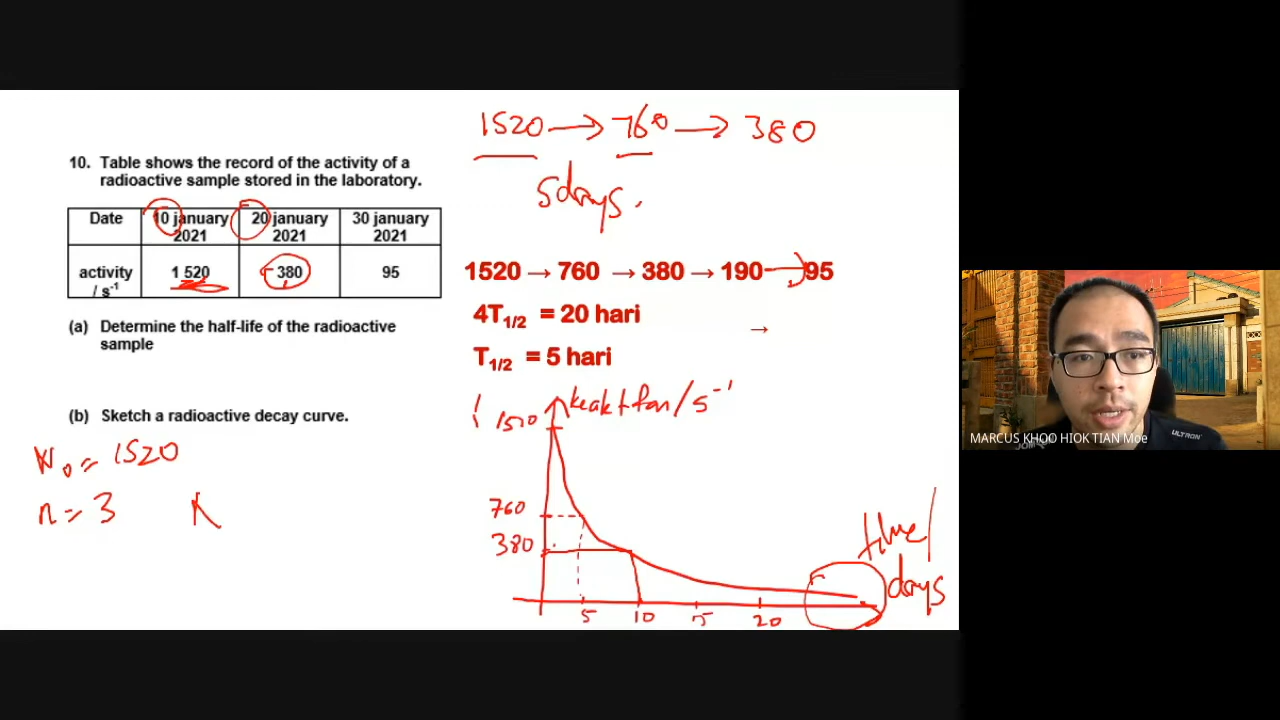 10. Table shows the record of the activity of a
radioactive sample stored in the laboratory.
Date 10 january 2021 20 january 2021 30 january 2021
activity / s⁻¹ 1 520 380 95
(a) Determine the half-life of the radioactive
sample
(b) Sketch a radioactive decay curve.
N₀ = 1520
n = 3
1520 → 760 → 380
5 days.
1520 → 760 → 380 → 190 → 95
4T1/2 = 20 hari
→
T1/2 = 5 hari
keaktifan / s⁻¹
1520
760
380
5 10 15 20
time /
days
MARCUS KHOO HIOK TIAN Moe
ULTRON